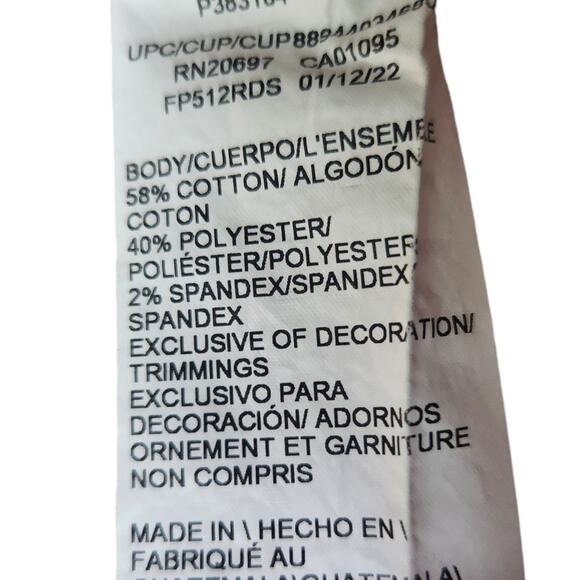 UPC/CUP/CUP
RN20697 CA01095
FP512RDS 01/12/22
BODY/CUERPO/L'ENSEMBLE
58% COTTON/ ALGODÓN
COTON
40% POLYESTER/
POLIÉSTER/POLYESTER
2% SPANDEX/SPANDEX
SPANDEX
EXCLUSIVE OF DECORATION/
TRIMMINGS
EXCLUSIVO PARA
DECORACIÓN/ ADORNOS
ORNEMENT ET GARNITURE
NON COMPRIS
MADE IN \ HECHO EN \
FABRIQUÉ AU